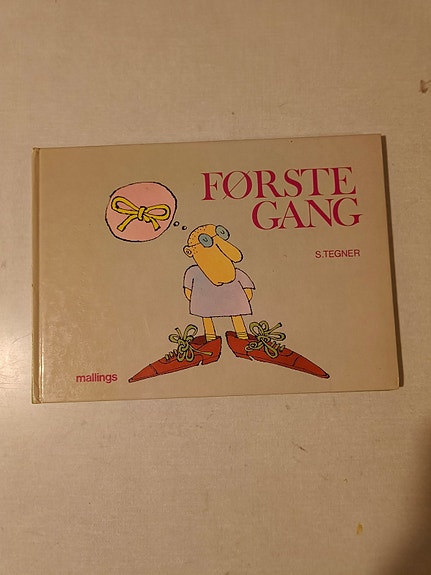 FØRSTE
GANG
S.TEGNER
mallings